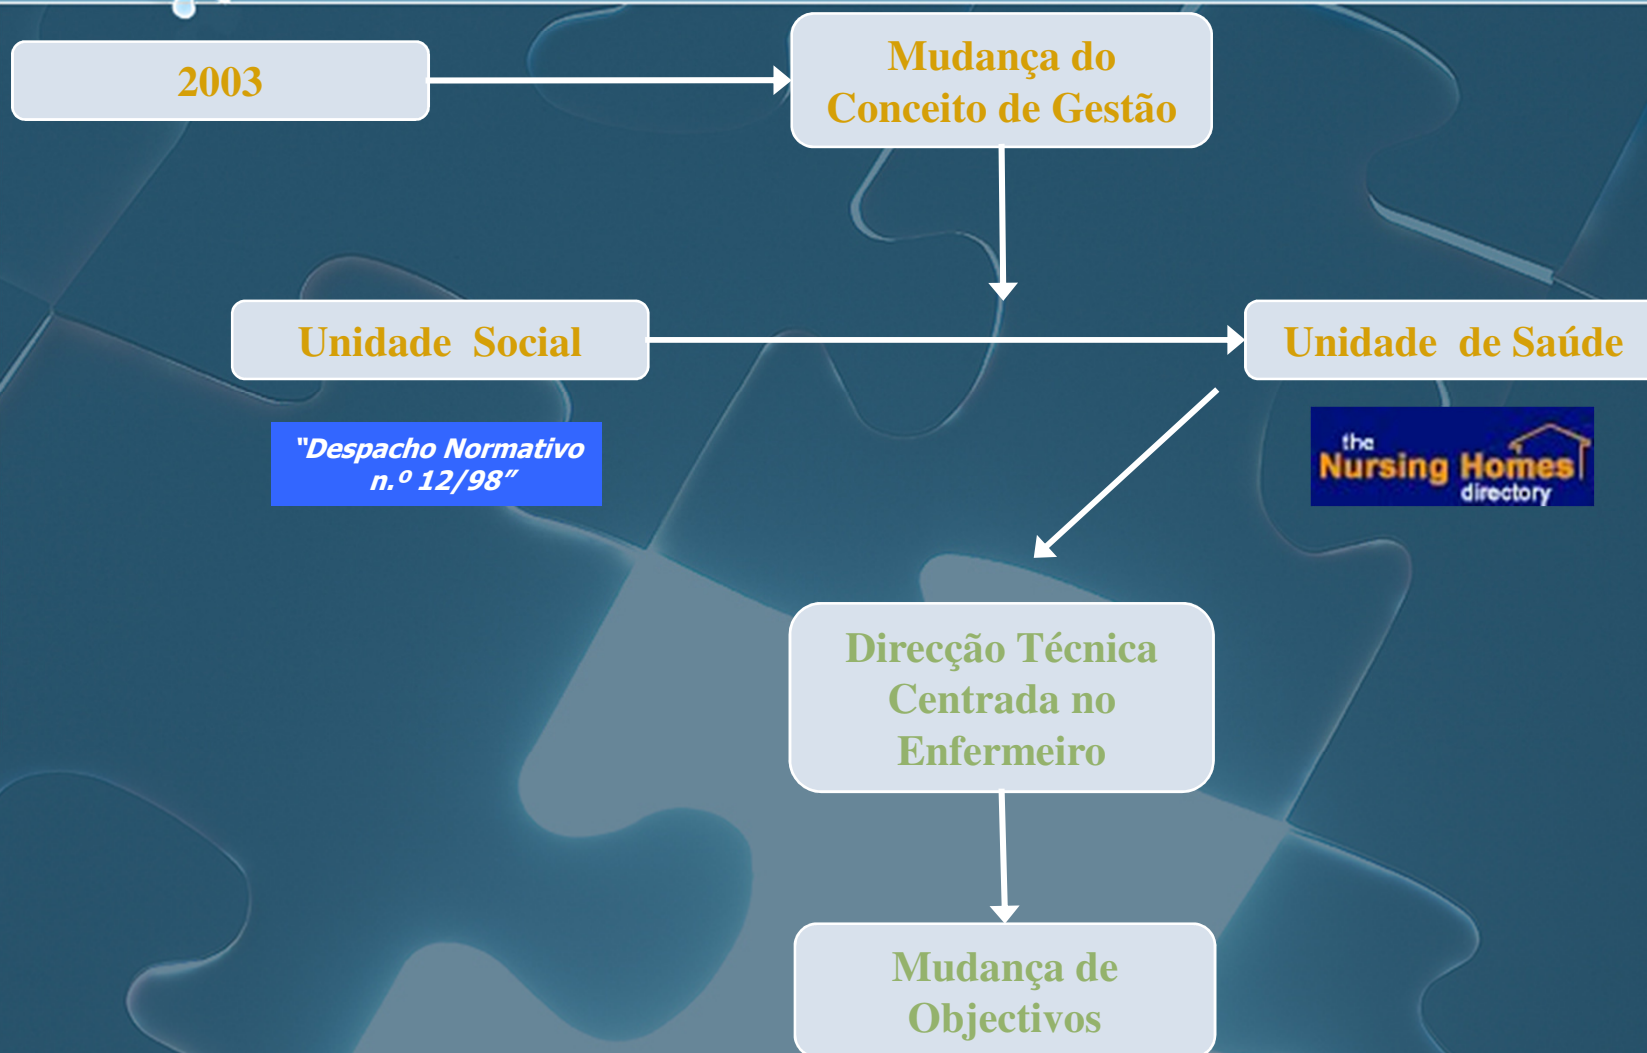 2003
Mudança do
Conceito de Gestão
Unidade Social
Unidade de Saúde
“Despacho Normativo
n.º 12/98”
the
Nursing Homes
directory
Direcção Técnica
Centrada no
Enfermeiro
Mudança de
Objectivos